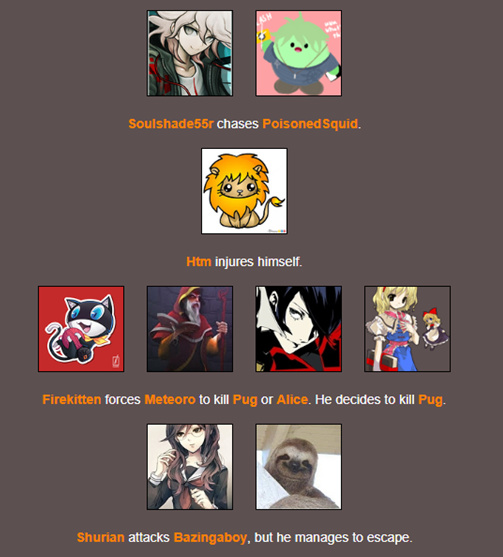 Soulshade55r chases PoisonedSquid.
Htm injures himself.
Firekitten forces Meteoro to kill Pug or Alice. He decides to kill Pug.
Shurian attacks Bazingaboy, but he manages to escape.